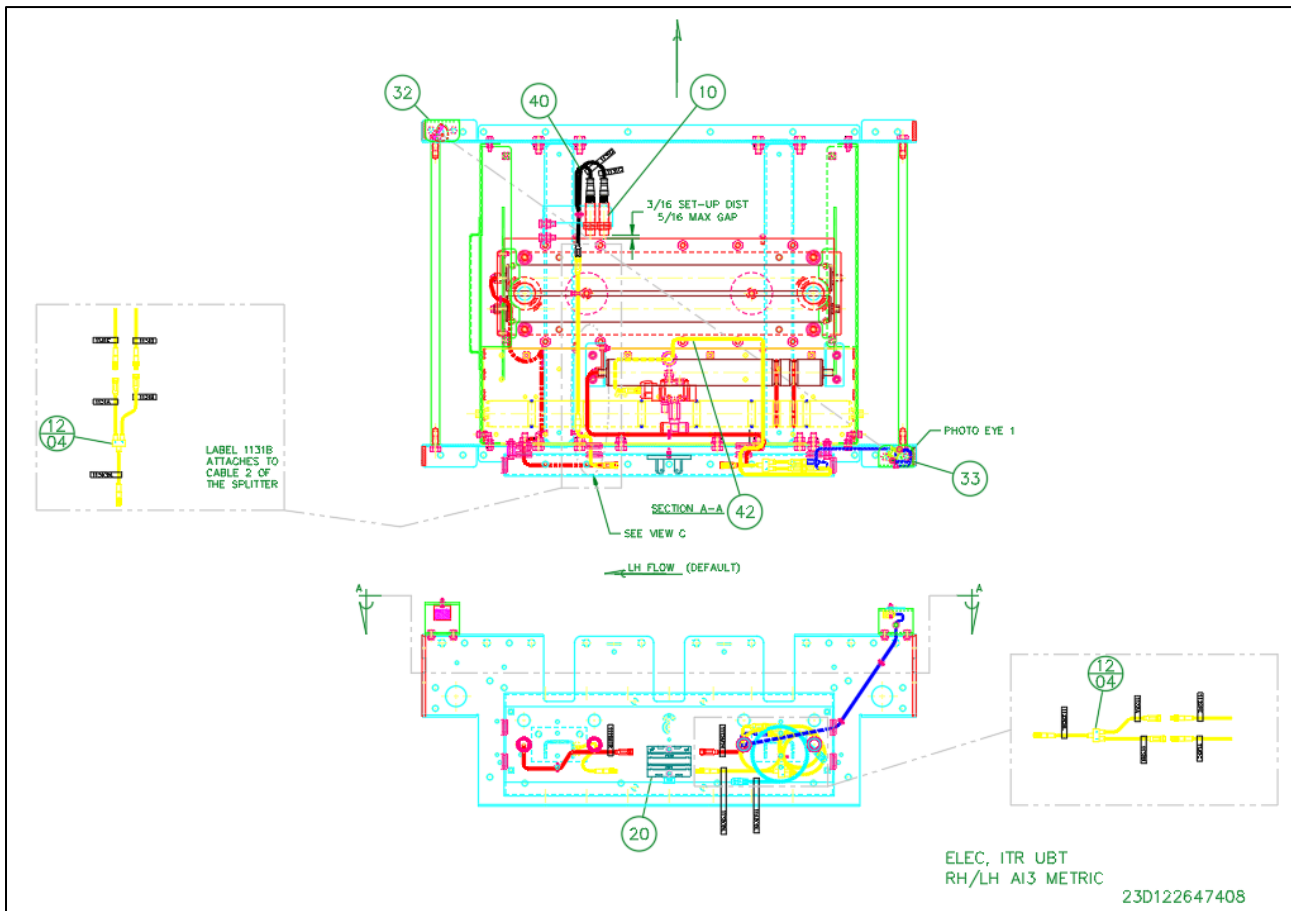 32
40
10
3/16 SET-UP DIST
5/16 MAX GAP
12
04
LABEL 1131B
ATTACHES TO
CABLE 2 OF
THE SPLITTER
PHOTO EYE 1
33
SECTION A-A
42
SEE VIEW C
LH FLOW (DEFAULT)
A
A
12
04
20
ELEC, ITR UBT
RH/LH AI3 METRIC
23D122647408